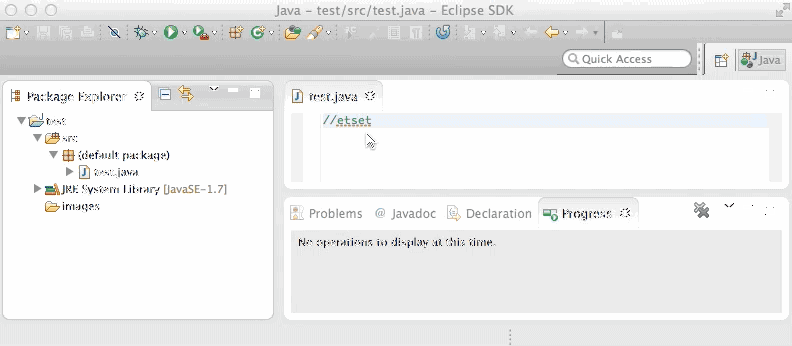 Java – test/src/test.java – Eclipse SDK
Quick Access
Java
Package Explorer
test.java
test
//etset
src
(default package)
test.java
JRE System Library [JavaSE-1.7]
images
Problems
@ Javadoc
Declaration
Progress
No operations to display at this time.